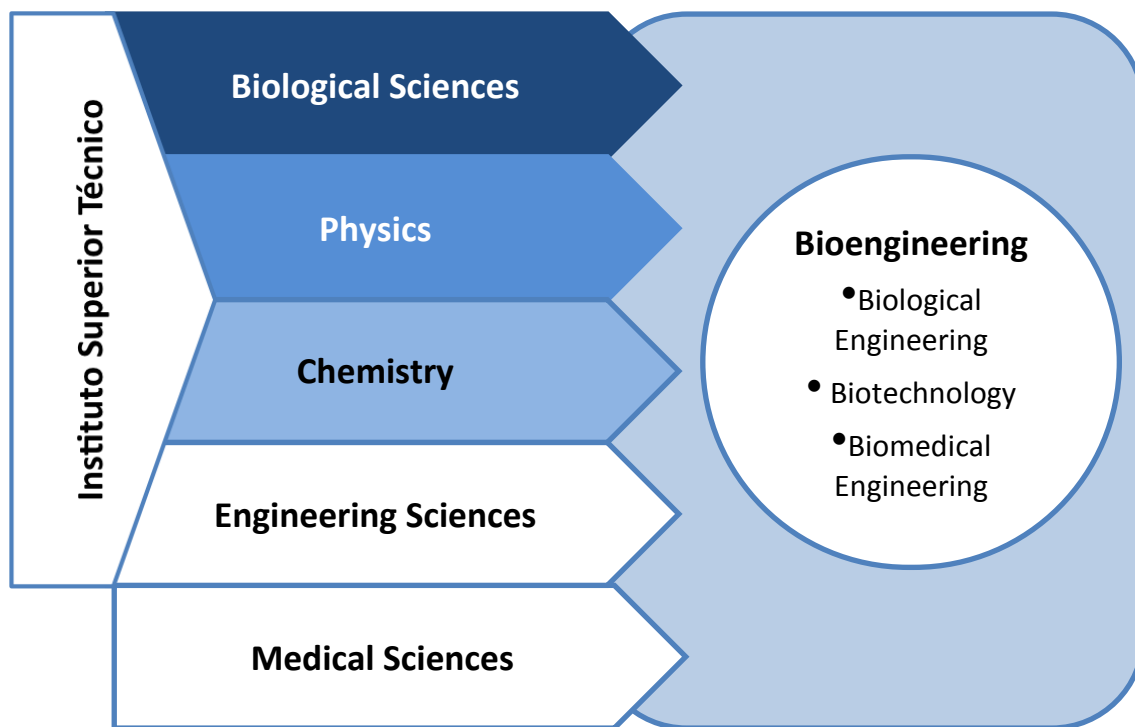 Instituto Superior Técnico
Biological Sciences
Physics
Chemistry
Engineering Sciences
Medical Sciences
Bioengineering
•Biological
Engineering
• Biotechnology
•Biomedical
Engineering